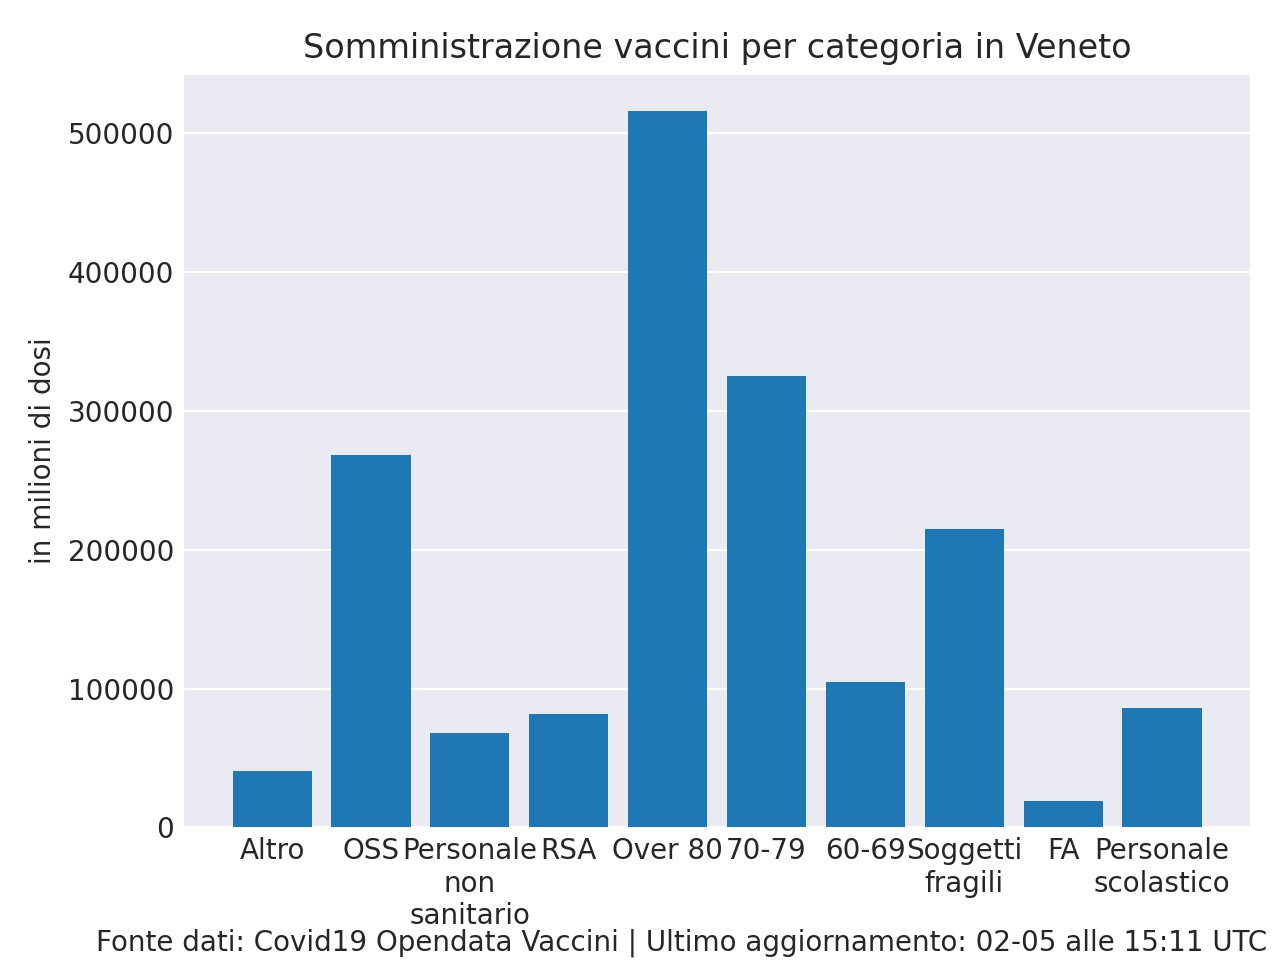 Somministrazione vaccini per categoria in Veneto
in milioni di dosi
500000
400000
300000
200000
100000
0
Altro
OSS
Personale
non
sanitario
RSA
Over 80
70-79
60-69
Soggetti
fragili
FA
Personale
scolastico
Fonte dati: Covid19 Opendata Vaccini | Ultimo aggiornamento: 02-05 alle 15:11 UTC